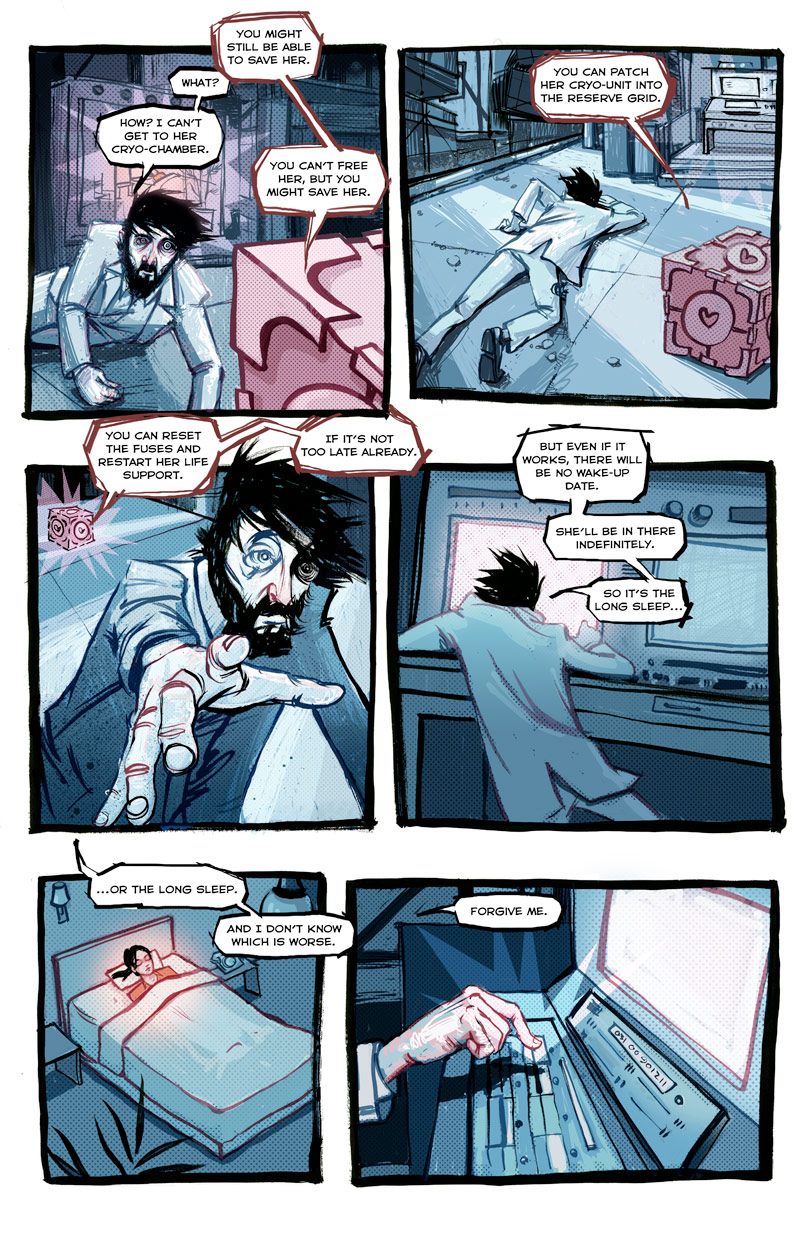 YOU MIGHT
STILL BE ABLE
TO SAVE HER.
WHAT?
HOW? I CAN'T
GET TO HER
CRYO-CHAMBER.
YOU CAN'T FREE
HER, BUT YOU
MIGHT SAVE HER.
YOU CAN PATCH
HER CRYO-UNIT INTO
THE RESERVE GRID.
YOU CAN RESET
THE FUSES AND
RESTART HER LIFE
SUPPORT.
IF IT'S NOT
TOO LATE ALREADY.
BUT EVEN IF IT
WORKS, THERE WILL
BE NO WAKE-UP
DATE.
SHE'LL BE IN THERE
INDEFINITELY.
SO IT'S THE
LONG SLEEP...
...OR THE LONG SLEEP.
AND I DON'T KNOW
WHICH IS WORSE.
FORGIVE ME.